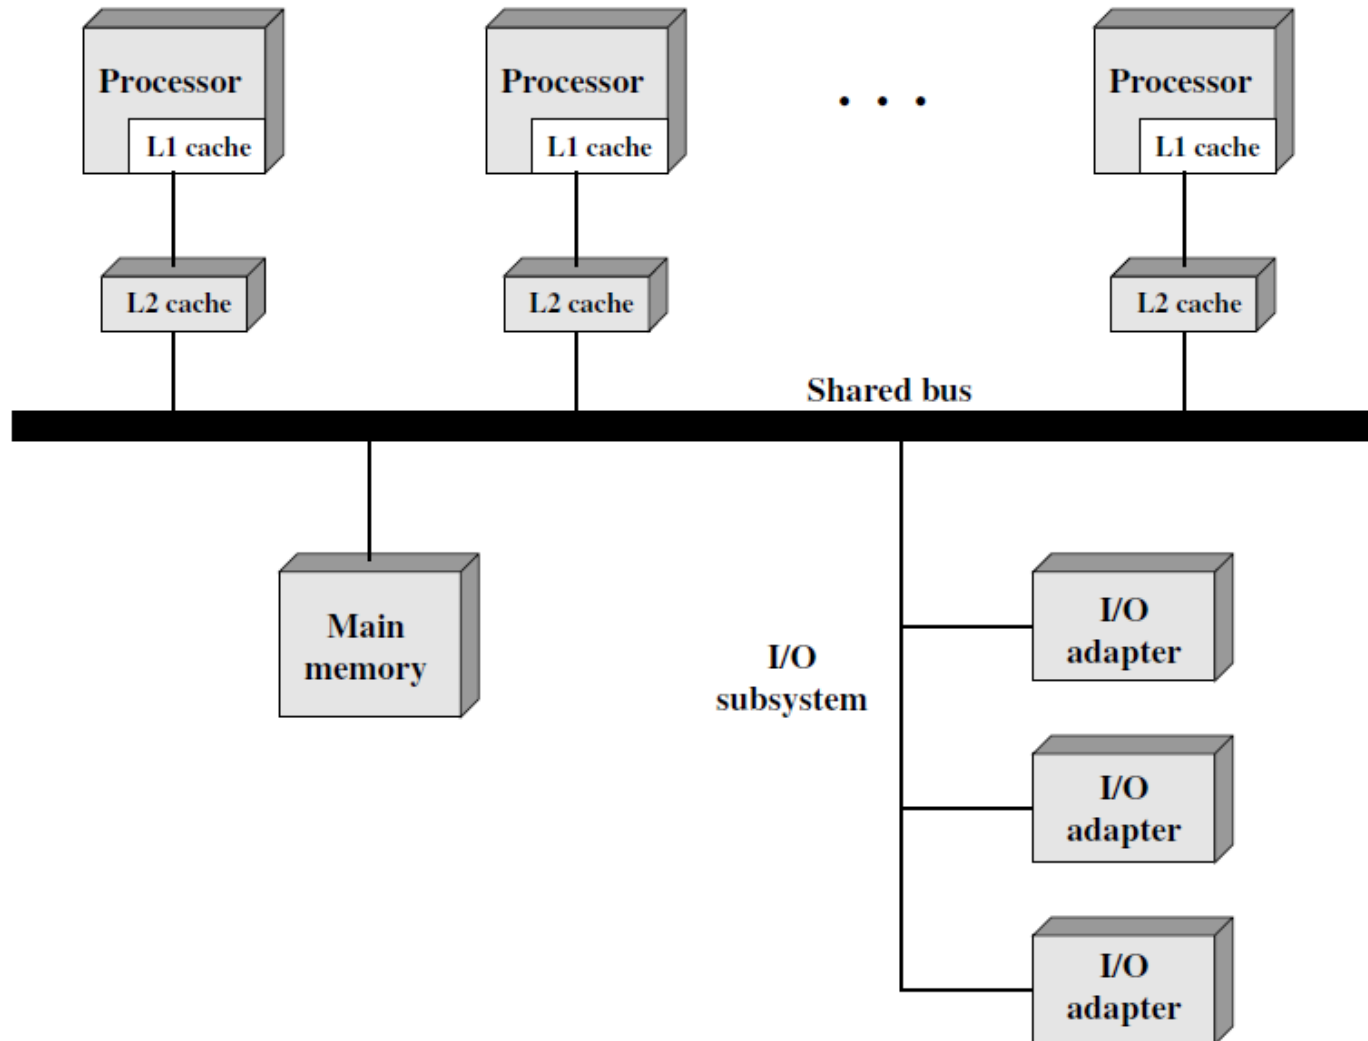 Processor
Processor
. . .
Processor
L1 cache
L1 cache
L1 cache
L2 cache
L2 cache
L2 cache
Shared bus
Main
memory
I/O
subsystem
I/O
adapter
I/O
adapter
I/O
adapter